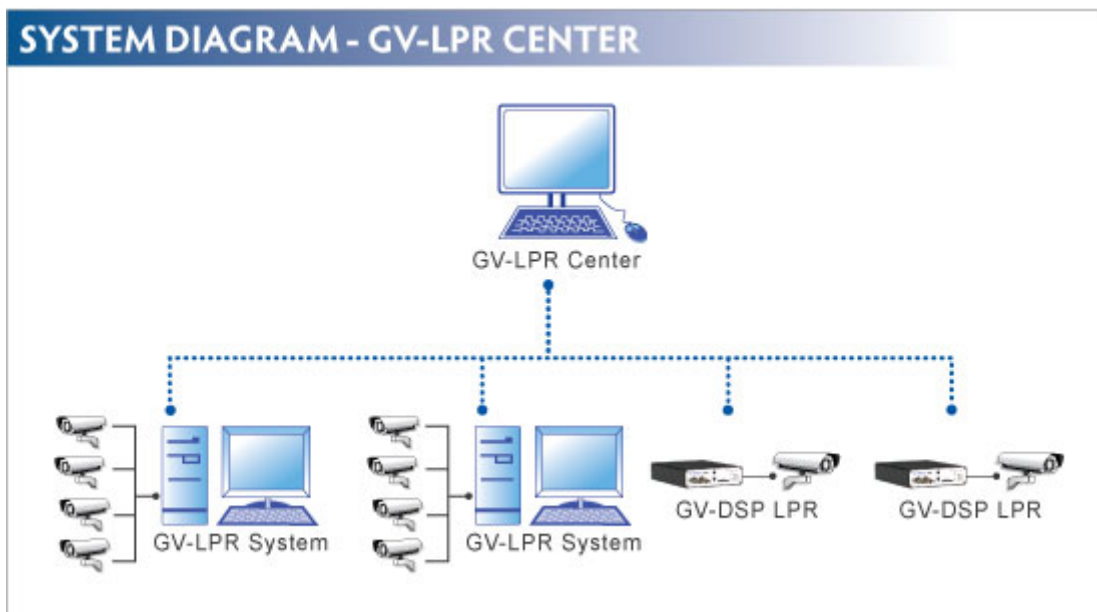 SYSTEM DIAGRAM - GV-LPR CENTER
GV-LPR Center
GV-LPR System
GV-LPR System
GV-DSP LPR
GV-DSP LPR